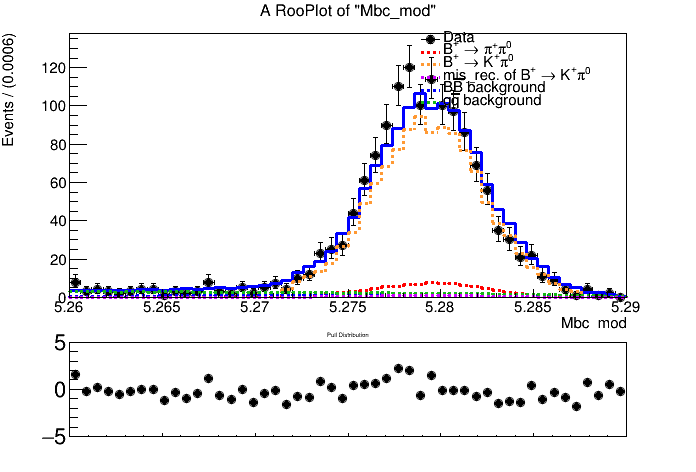 A RooPlot of "Mbc_mod"
Events / (0.0006)
120
100
80
60
40
20
0
Data
B⁺ → π⁺π⁰
B⁺ → K⁺π⁰
mis_rec. of B⁺ → K⁺π⁰
BB background
qq background
5.26 5.265 5.27 5.275 5.28 5.285 5.29
Mbc mod
Pull Distribution
5
0
−5